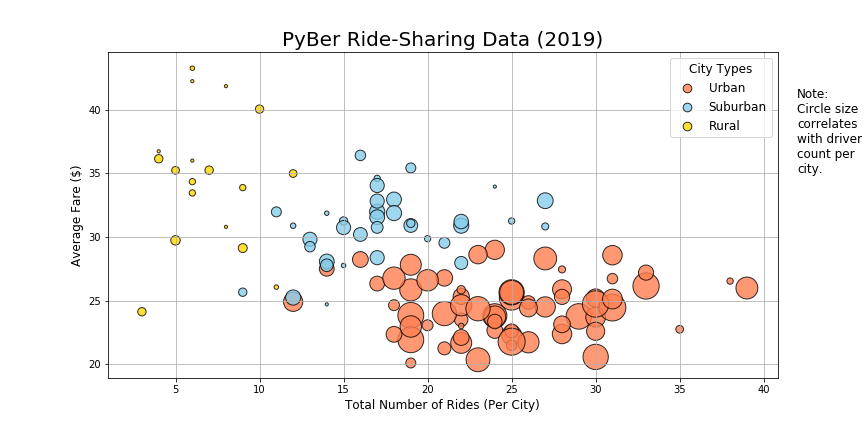 PyBer Ride-Sharing Data (2019)
City Types
Urban
Suburban
Rural
Note:
Circle size
correlates
with driver
count per
city.
Average Fare ($)
40
35
30
25
20
5 10 15 20 25 30 35 40
Total Number of Rides (Per City)